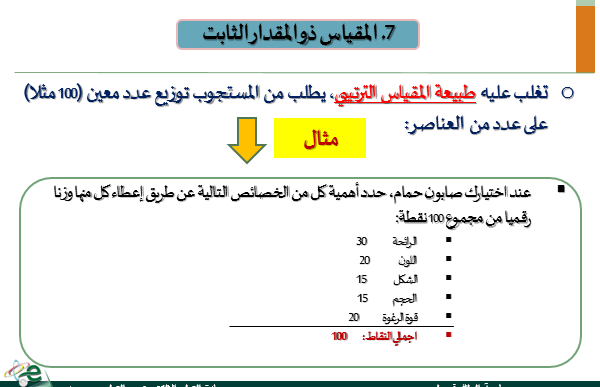 7. المقياس ذو المقدار الثابت
تغلب عليه طبيعة المقياس الترتيبي، يطلب من المستجوب توزيع عدد معين (100 مثلا)
على عدد من العناصر:
مثال
عند اختيارك صابون حمام، حدد أهمية كل من الخصائص التالية عن طريق إعطاء كل منها وزنا
رقميا من مجموع 100 نقطة:
الرائحة 30
اللون 20
الشكل 15
الحجم 15
قوة الرغوة 20
اجمالي النقاط: 100